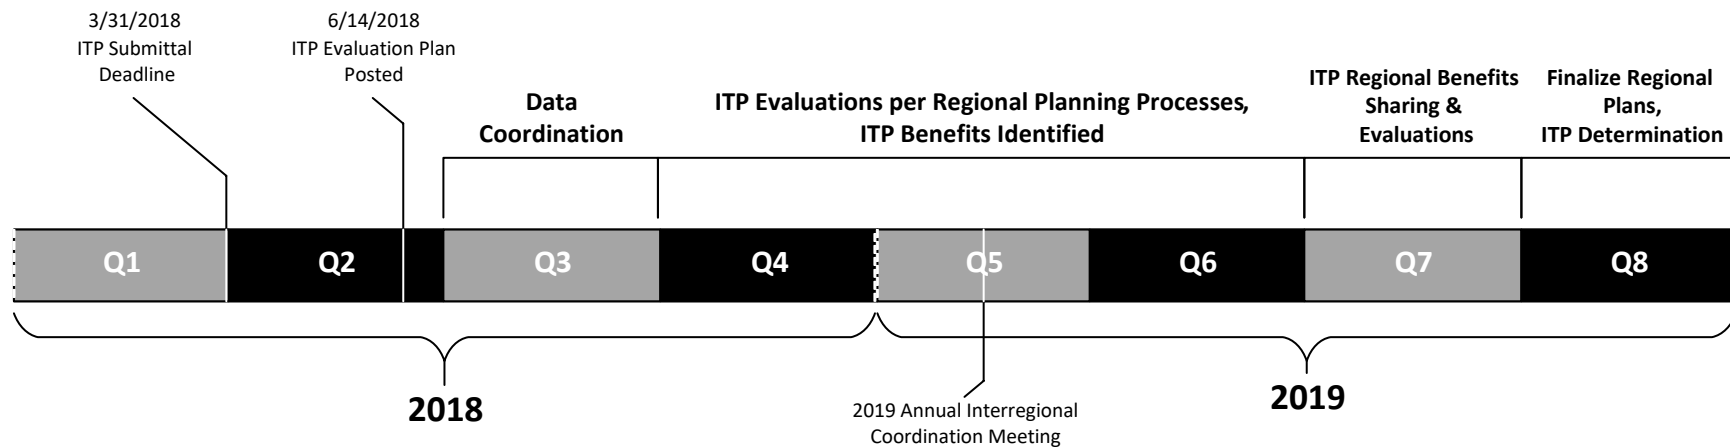 3/31/2018
ITP Submittal
Deadline
6/14/2018
ITP Evaluation Plan
Posted
Data
Coordination
ITP Evaluations per Regional Planning Processes,
ITP Benefits Identified
ITP Regional Benefits
Sharing &
Evaluations
Finalize Regional
Plans,
ITP Determination
Q1
Q2
Q3
Q4
Q5
Q6
Q7
Q8
2018
2019 Annual Interregional
Coordination Meeting
2019